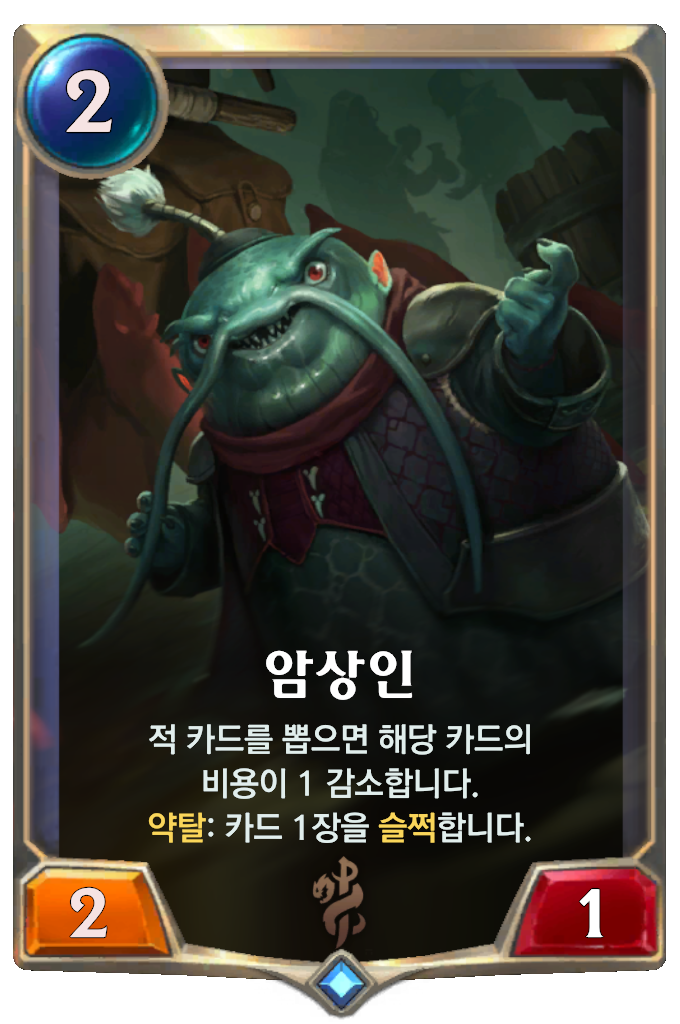 2
암상인
적 카드를 뽑으면 해당 카드의
비용이 1 감소합니다.
약탈: 카드 1장을 슬쩍합니다.
2
1